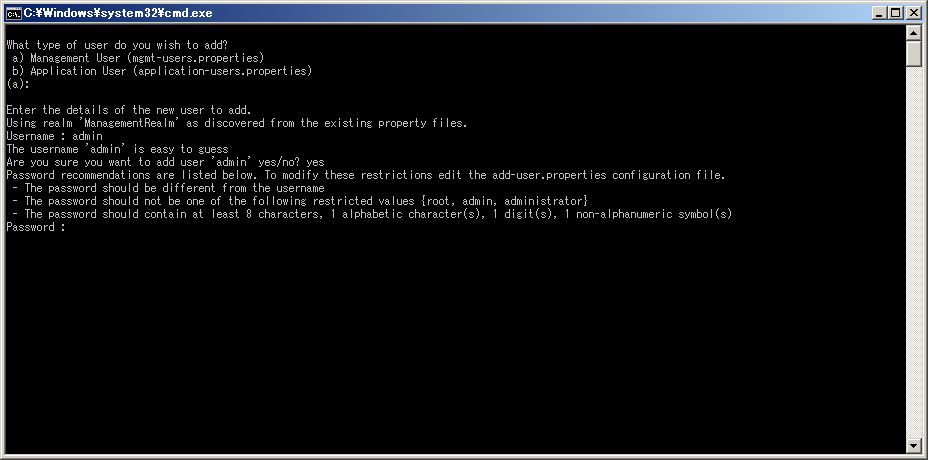 C:¥Windows¥system32¥cmd.exe
What type of user do you wish to add?
a) Management User (mgmt-users.properties)
b) Application User (application-users.properties)
(a):
Enter the details of the new user to add.
Using realm 'ManagementRealm' as discovered from the existing property files.
Username : admin
The username 'admin' is easy to guess
Are you sure you want to add user 'admin' yes/no? yes
Password recommendations are listed below. To modify these restrictions edit the add-user.properties configuration file.
- The password should be different from the username
- The password should not be one of the following restricted values {root, admin, administrator}
- The password should contain at least 8 characters, 1 alphabetic character(s), 1 digit(s), 1 non-alphanumeric symbol(s)
Password :